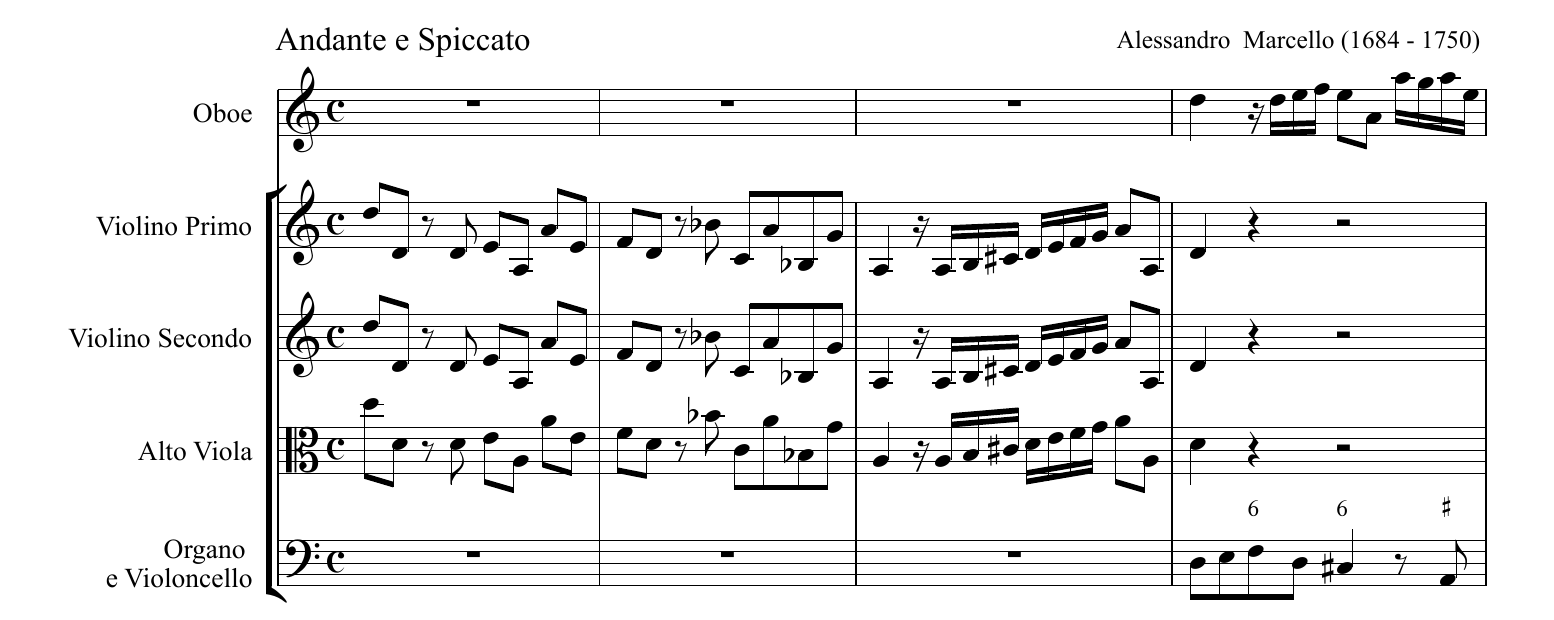 Andante e Spiccato
Alessandro Marcello (1684 - 1750)
Oboe
Violino Primo
Violino Secondo
Alto Viola
6 6 ♯
Organo
e Violoncello